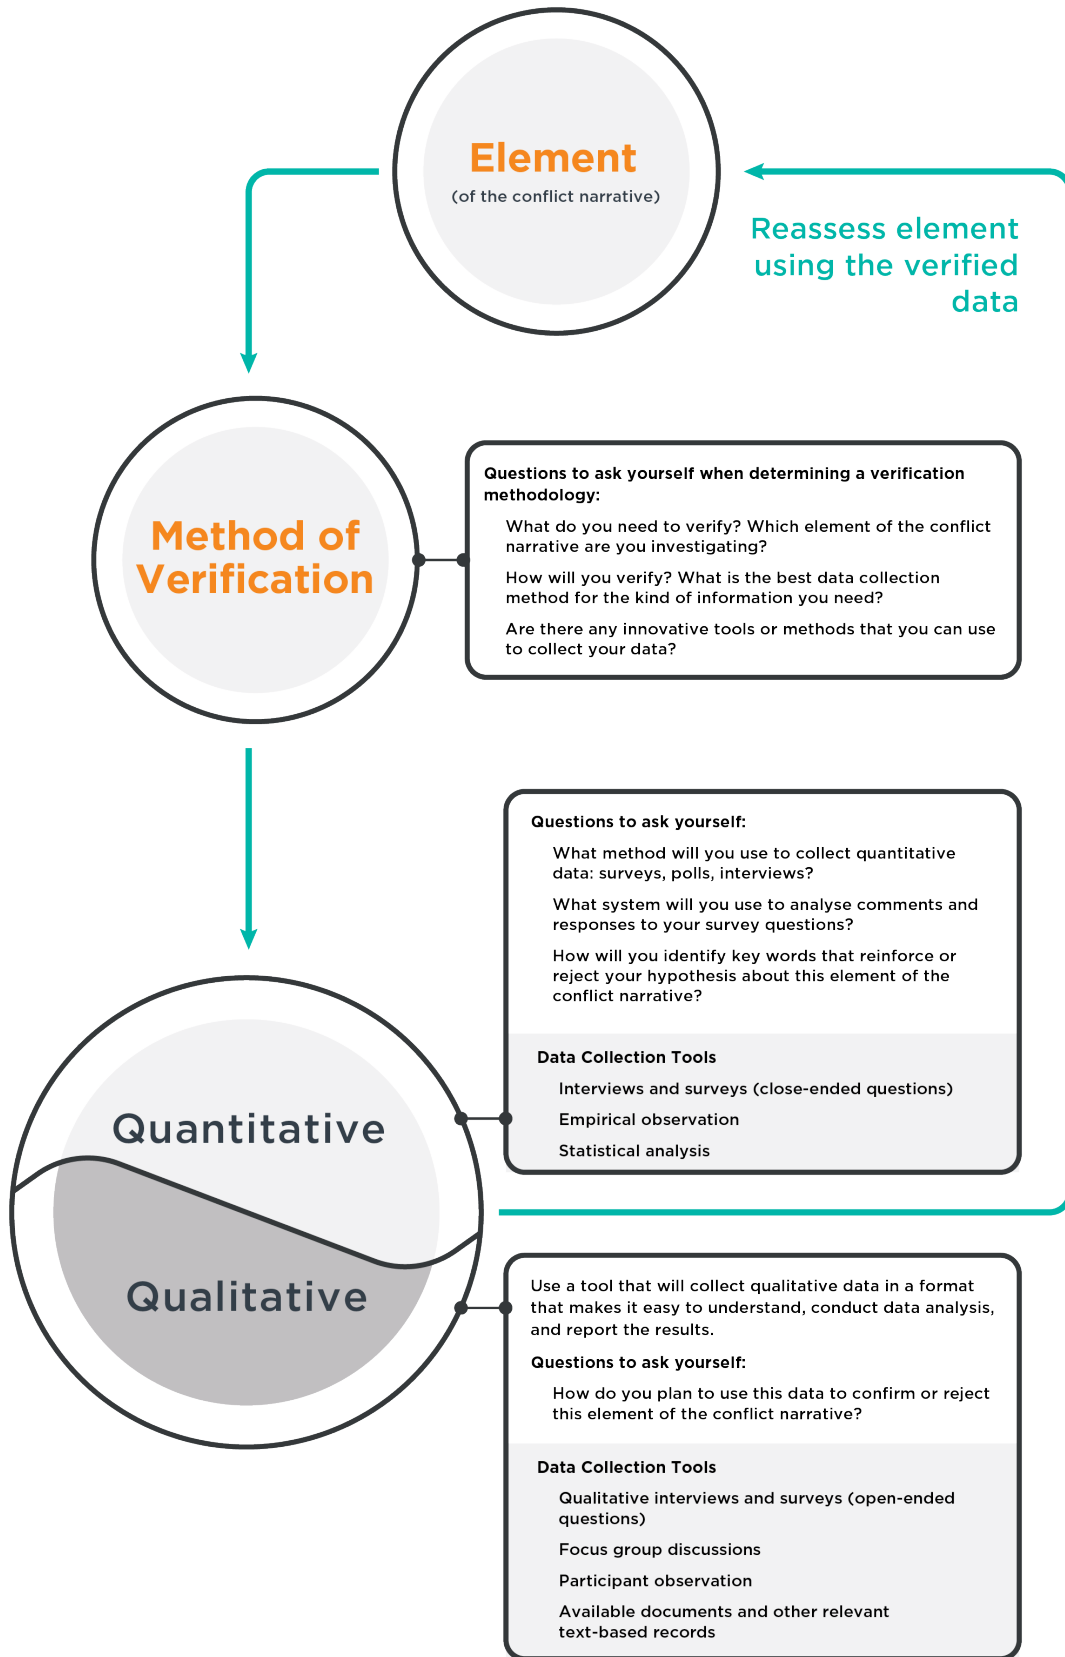 Element
(of the conflict narrative)
Reassess element
using the verified
data
Method of
Verification
Questions to ask yourself when determining a verification
methodology:
What do you need to verify? Which element of the conflict
narrative are you investigating?
How will you verify? What is the best data collection
method for the kind of information you need?
Are there any innovative tools or methods that you can use
to collect your data?
Quantitative
Questions to ask yourself:
What method will you use to collect quantitative
data: surveys, polls, interviews?
What system will you use to analyse comments and
responses to your survey questions?
How will you identify key words that reinforce or
reject your hypothesis about this element of the
conflict narrative?
Data Collection Tools
Interviews and surveys (close-ended questions)
Empirical observation
Statistical analysis
Qualitative
Use a tool that will collect qualitative data in a format
that makes it easy to understand, conduct data analysis,
and report the results.
Questions to ask yourself:
How do you plan to use this data to confirm or reject
this element of the conflict narrative?
Data Collection Tools
Qualitative interviews and surveys (open-ended
questions)
Focus group discussions
Participant observation
Available documents and other relevant
text-based records